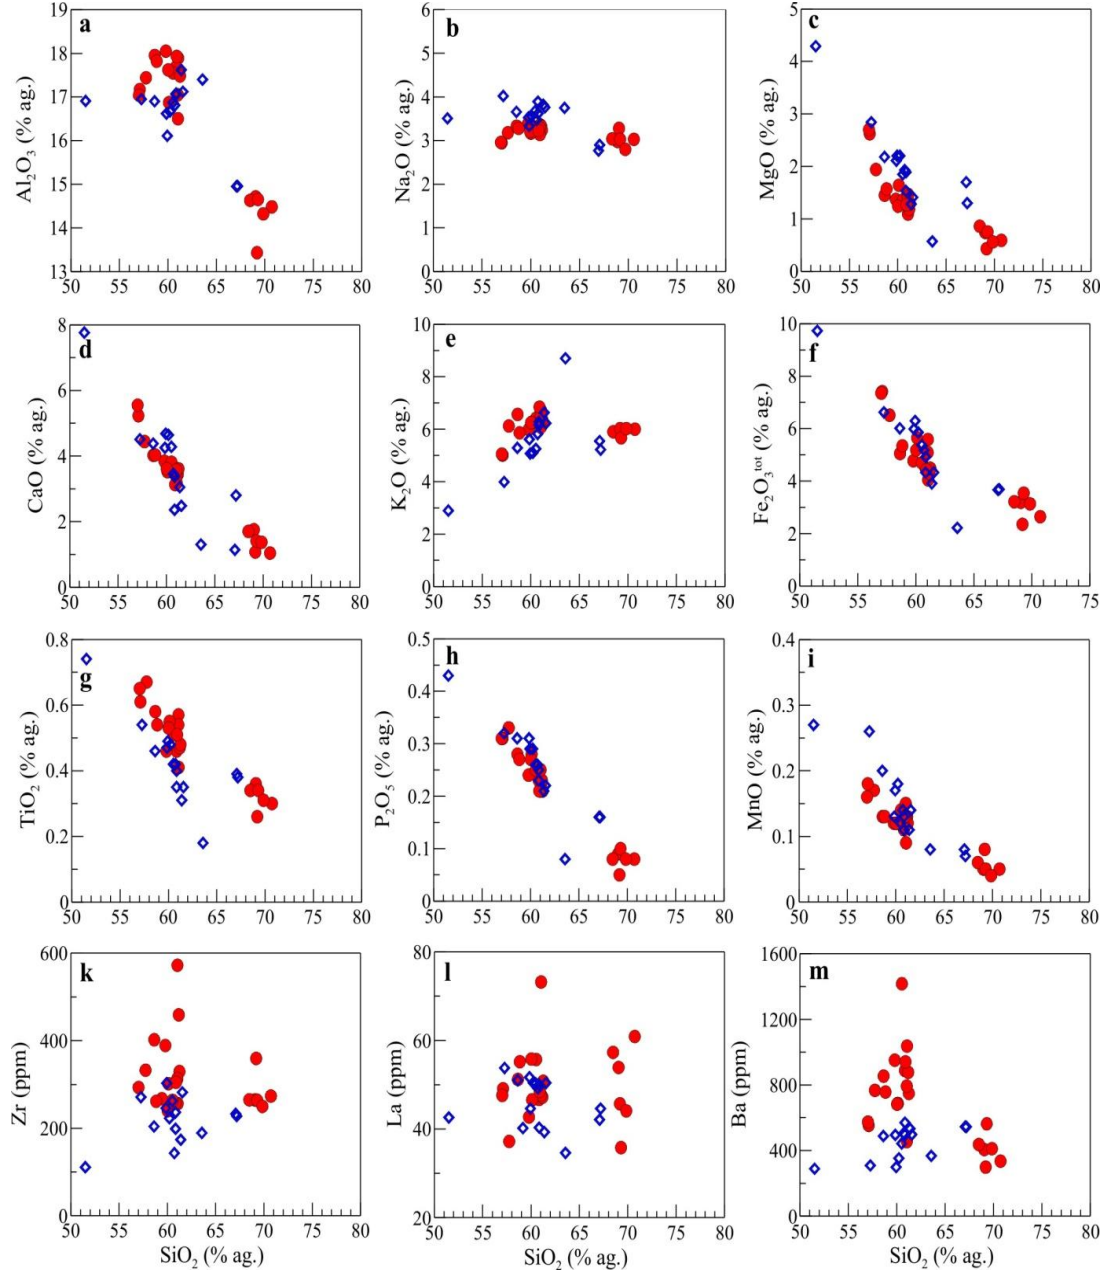 a
Al₂O₃ (% ag.)
19
18
17
16
15
14
13
50 55 60 65 70 75 80
b
Na₂O (% ag.)
6
5
4
3
2
1
0
50 55 60 65 70 75 80
c
MgO (% ag.)
5
4
3
2
1
0
50 55 60 65 70 75 80
d
CaO (% ag.)
8
6
4
2
0
50 55 60 65 70 75 80
e
K₂O (% ag.)
10
8
6
4
2
0
50 55 60 65 70 75 80
f
Fe₂O₃ᵗᵒᵗ (% ag.)
10
8
6
4
2
0
50 55 60 65 70 75
g
TiO₂ (% ag.)
0.8
0.6
0.4
0.2
0
50 55 60 65 70 75 80
h
P₂O₅ (% ag.)
0.5
0.4
0.3
0.2
0.1
0
50 55 60 65 70 75 80
i
MnO (% ag.)
0.4
0.3
0.2
0.1
0
50 55 60 65 70 75 80
k
Zr (ppm)
600
400
200
0
50 55 60 65 70 75 80
SiO₂ (% ag.)
l
La (ppm)
80
60
40
20
50 55 60 65 70 75 80
SiO₂ (% ag.)
m
Ba (ppm)
1600
1200
800
400
0
50 55 60 65 70 75 80
SiO₂ (% ag.)